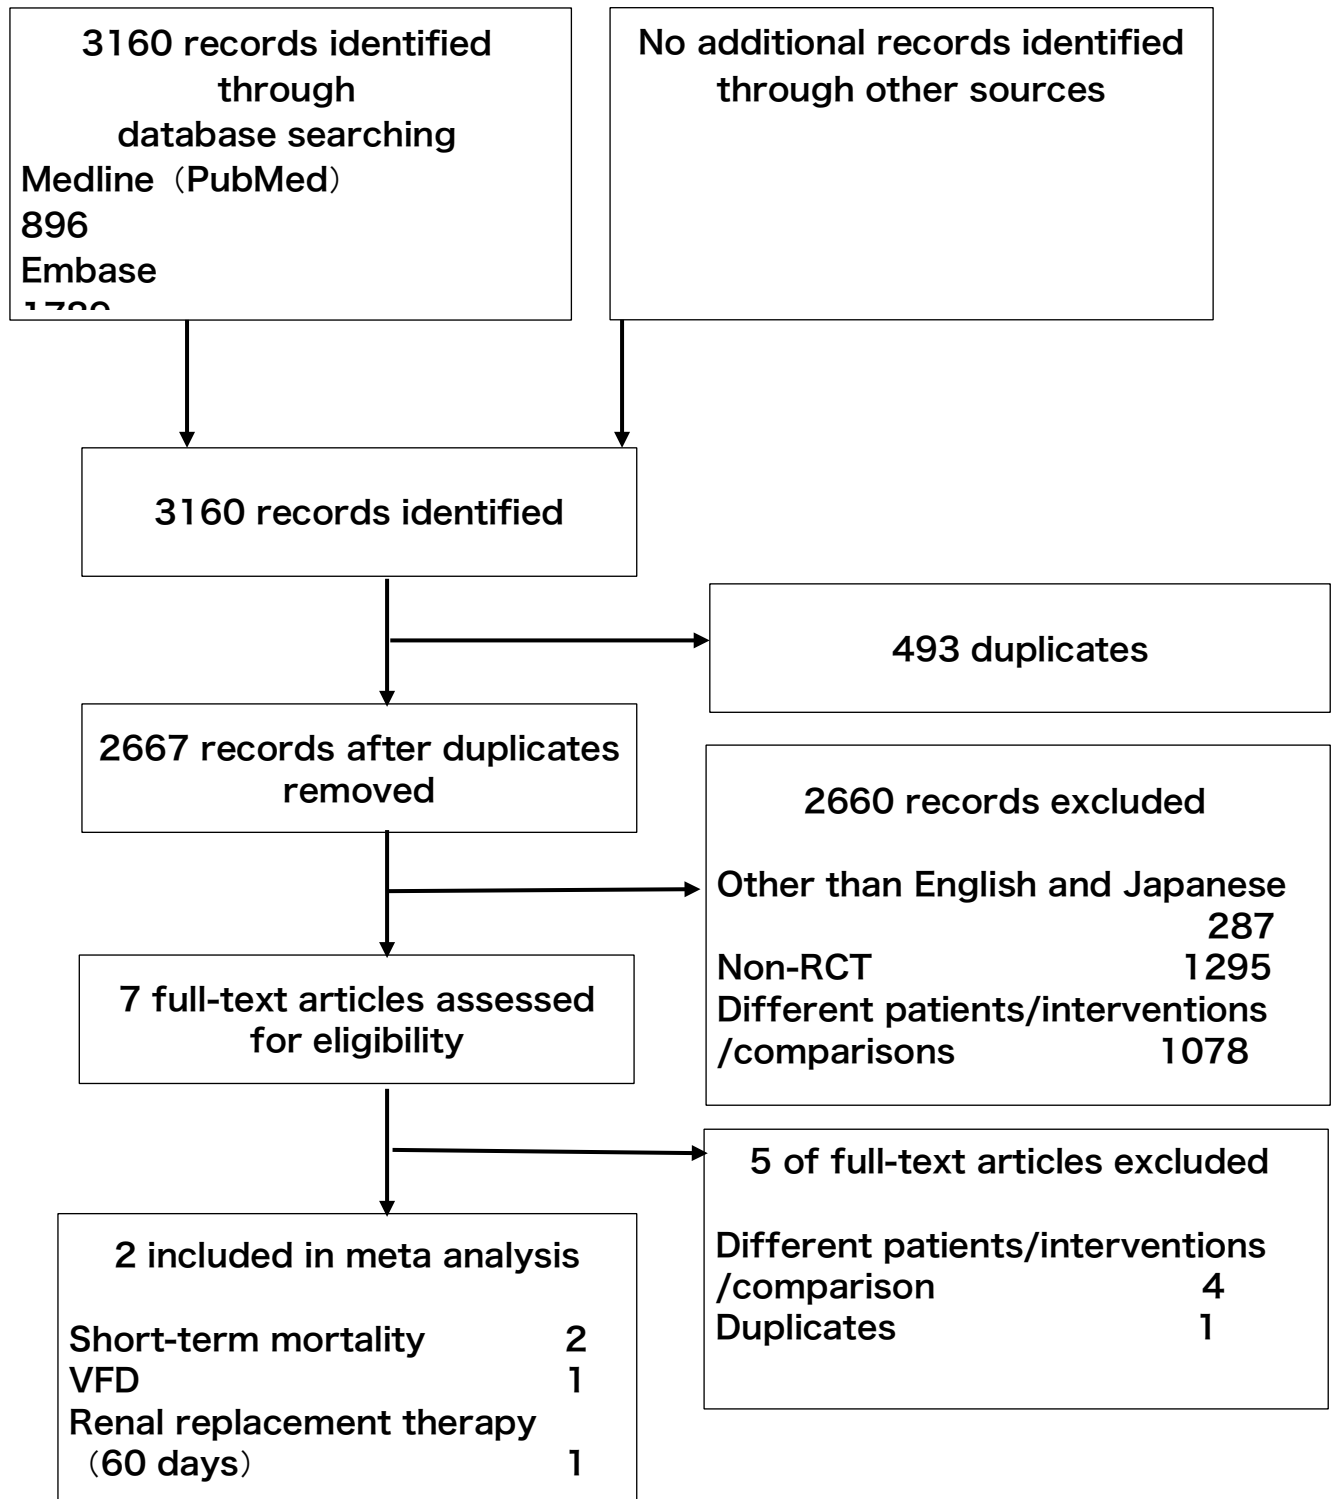 3160 records identified
through
database searching
Medline（PubMed）
896
Embase
No additional records identified
through other sources
3160 records identified
493 duplicates
2667 records after duplicates
removed
2660 records excluded
Other than English and Japanese
287
Non-RCT 1295
Different patients/interventions
/comparisons 1078
7 full-text articles assessed
for eligibility
5 of full-text articles excluded
Different patients/interventions
/comparison 4
Duplicates 1
2 included in meta analysis
Short-term mortality 2
VFD 1
Renal replacement therapy
（60 days） 1